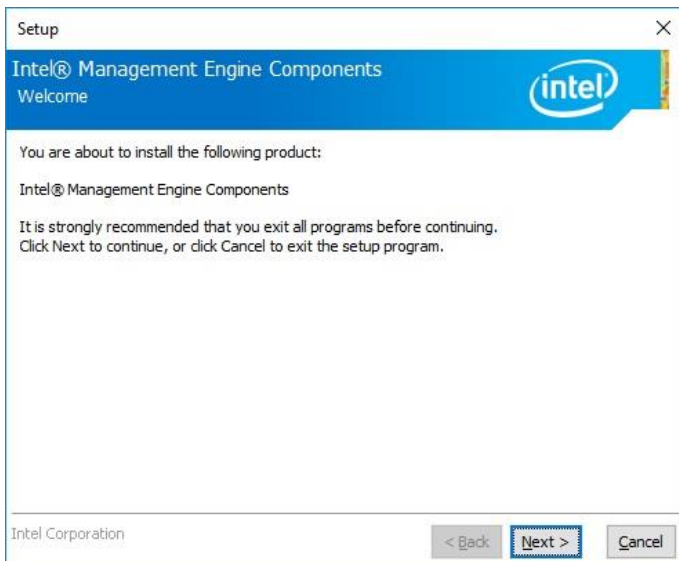 Setup
Intel® Management Engine Components
Welcome
intel
You are about to install the following product:
Intel® Management Engine Components
It is strongly recommended that you exit all programs before continuing.
Click Next to continue, or click Cancel to exit the setup program.
Intel Corporation
< Back Next > Cancel